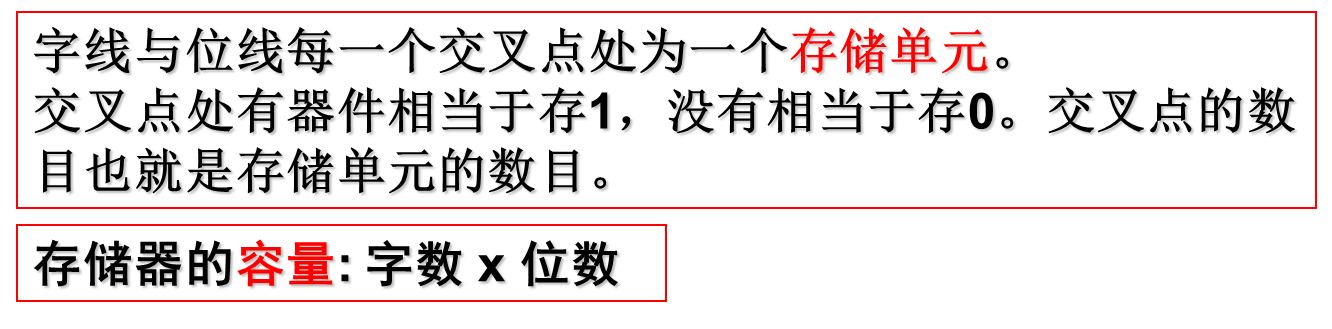 字线与位线每一个交叉点处为一个存储单元。
交叉点处有器件相当于存1，没有相当于存0。交叉点的数
目也就是存储单元的数目。
存储器的容量: 字数 x 位数